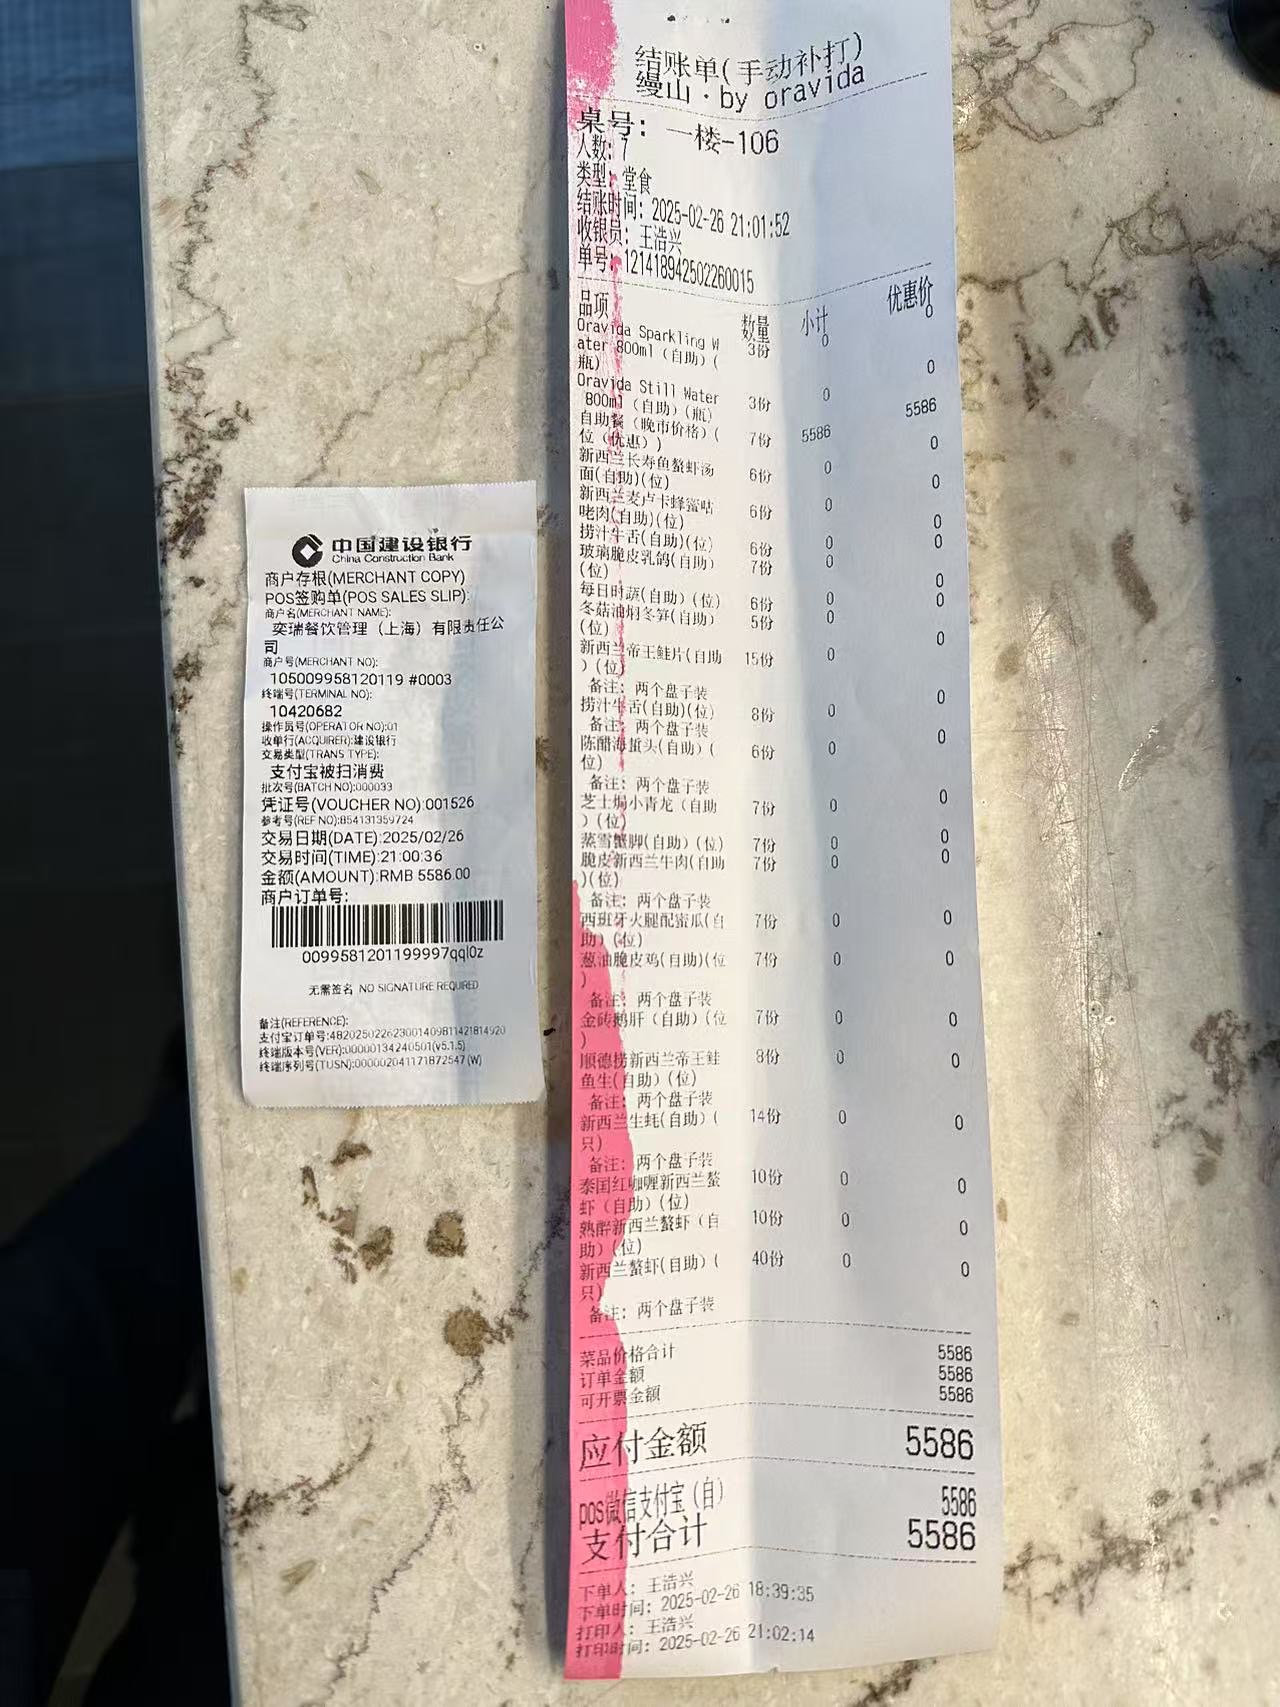 中国建设银行
China Construction Bank
商户存根(MERCHANT COPY)
POS签购单(POS SALES SLIP):
商户名(MERCHANT NAME):
奕瑞餐饮管理（上海）有限责任公
司
商户号(MERCHANT NO):
105009958120119 #0003
终端号(TERMINAL NO):
10420682
操作员号(OPERATOR NO):01
收单行(ACQUIRER):建设银行
交易类型(TRANS TYPE):
支付宝被扫消费
批次号(BATCH NO):000033
凭证号(VOUCHER NO):001526
参考号(REF NO):854131359724
交易日期(DATE):2025/02/26
交易时间(TIME):21:00:36
金额(AMOUNT):RMB 5586.00
商户订单号:
0099581201199997qql0z
无需签名 NO SIGNATURE REQUIRED
备注(REFERENCE):
支付宝订单号:4820250226230014098114218149​20
终端版本号(VER):00000134240501(v5.1.5)
终端序列号(TUSN):000002041171872547(W)
结账单(手动补打)
缦山·by oravida
桌号: 一楼-106
人数: 7
类型: 堂食
结账时间: 2025-02-26 21:01:52
收银员: 王浩兴
单号: 121418942502260015
品项 数量 小计 优惠价
Oravida Sparkling W 3份 0 0
ater 800ml（自助）(
瓶)
Oravida Still Water 3份 0 0
800ml（自助）(瓶)
自助餐（晚市价格）( 7份 5586 5586
位（优惠）)
新西兰长寿鱼螯虾汤 6份 0 0
面(自助)(位)
新西兰麦卢卡蜂蜜咕 6份 0 0
咾肉(自助)(位)
捞汁牛舌(自助)(位) 6份 0 0
玻璃脆皮乳鸽(自助) 7份 0 0
(位)
每日时蔬(自助)(位) 6份 0 0
冬菇油焖冬笋(自助) 5份 0 0
(位)
新西兰帝王鲑片(自助 15份 0 0
)(位)
备注: 两个盘子装
捞汁牛舌(自助)(位) 8份 0 0
备注: 两个盘子装
陈醋海蜇头(自助)( 6份 0 0
位)
备注: 两个盘子装
芝士焗小青龙（自助 7份 0 0
)(位)
蒸雪蟹脚(自助)(位) 7份 0 0
脆皮新西兰牛肉(自助 7份 0 0
)(位)
备注: 两个盘子装
西班牙火腿配蜜瓜(自 7份 0 0
助)(位)
葱油脆皮鸡(自助)(位 7份 0 0
)
备注: 两个盘子装
金砖鹅肝（自助）(位 7份 0 0
)
顺德捞新西兰帝王鲑 8份 0 0
鱼生(自助)(位)
备注: 两个盘子装
新西兰生蚝(自助)( 14份 0 0
只)
备注: 两个盘子装
泰国红咖喱新西兰螯 10份 0 0
虾（自助）(位)
熟醉新西兰螯虾（自 10份 0 0
助）(位)
新西兰螯虾(自助)( 40份 0 0
只)
备注: 两个盘子装
菜品价格合计 5586
订单金额 5586
可开票金额 5586
应付金额 5586
pos微信支付宝(自) 5586
支付合计 5586
下单人: 王浩兴
下单时间: 2025-02-26 18:39:35
打印人: 王浩兴
打印时间: 2025-02-26 21:02:14